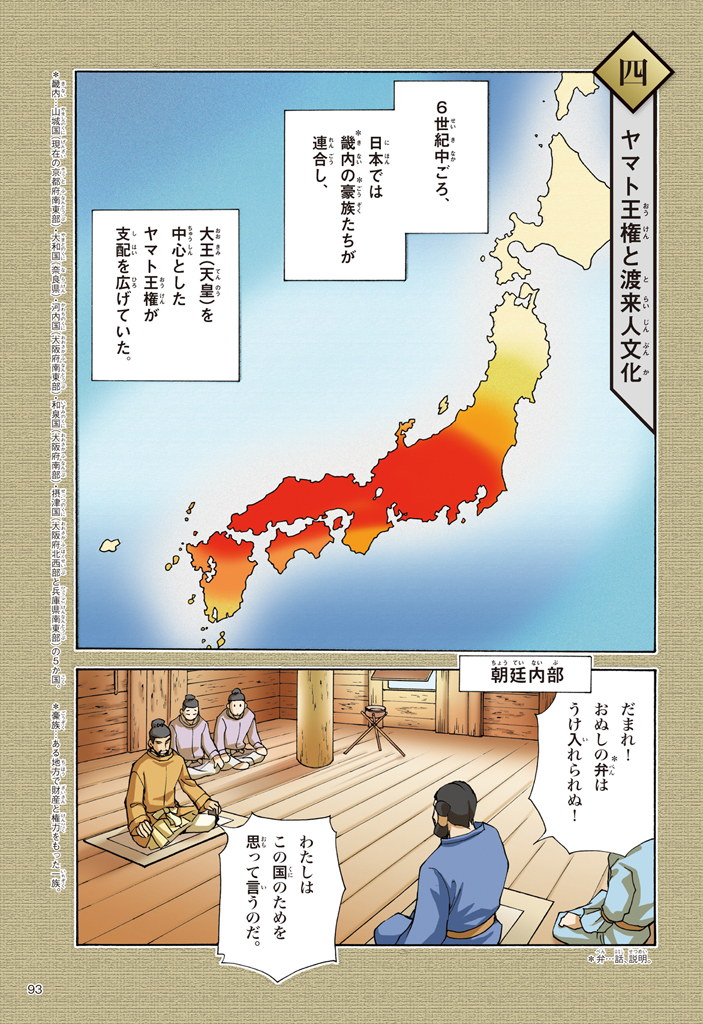 四
ヤマト王権と渡来人文化
6世紀中ごろ、
日本では
*畿内の*豪族たちが
連合し、
大王(天皇)を
中心とした
ヤマト王権が
支配を広げていた。
*畿内…山城国(現在の京都府南東部)・大和国(奈良県)・河内国(大阪府南東部)・和泉国(大阪府南部)・摂津国(大阪府北西部と兵庫県南東部)の5か国。
朝廷内部
だまれ!
おぬしの*弁は
うけ入れられぬ!
わたしは
この国のためを
思って言うのだ。
*豪族…ある地方で財産と権力をもった一族。
*弁…話、説明。
93